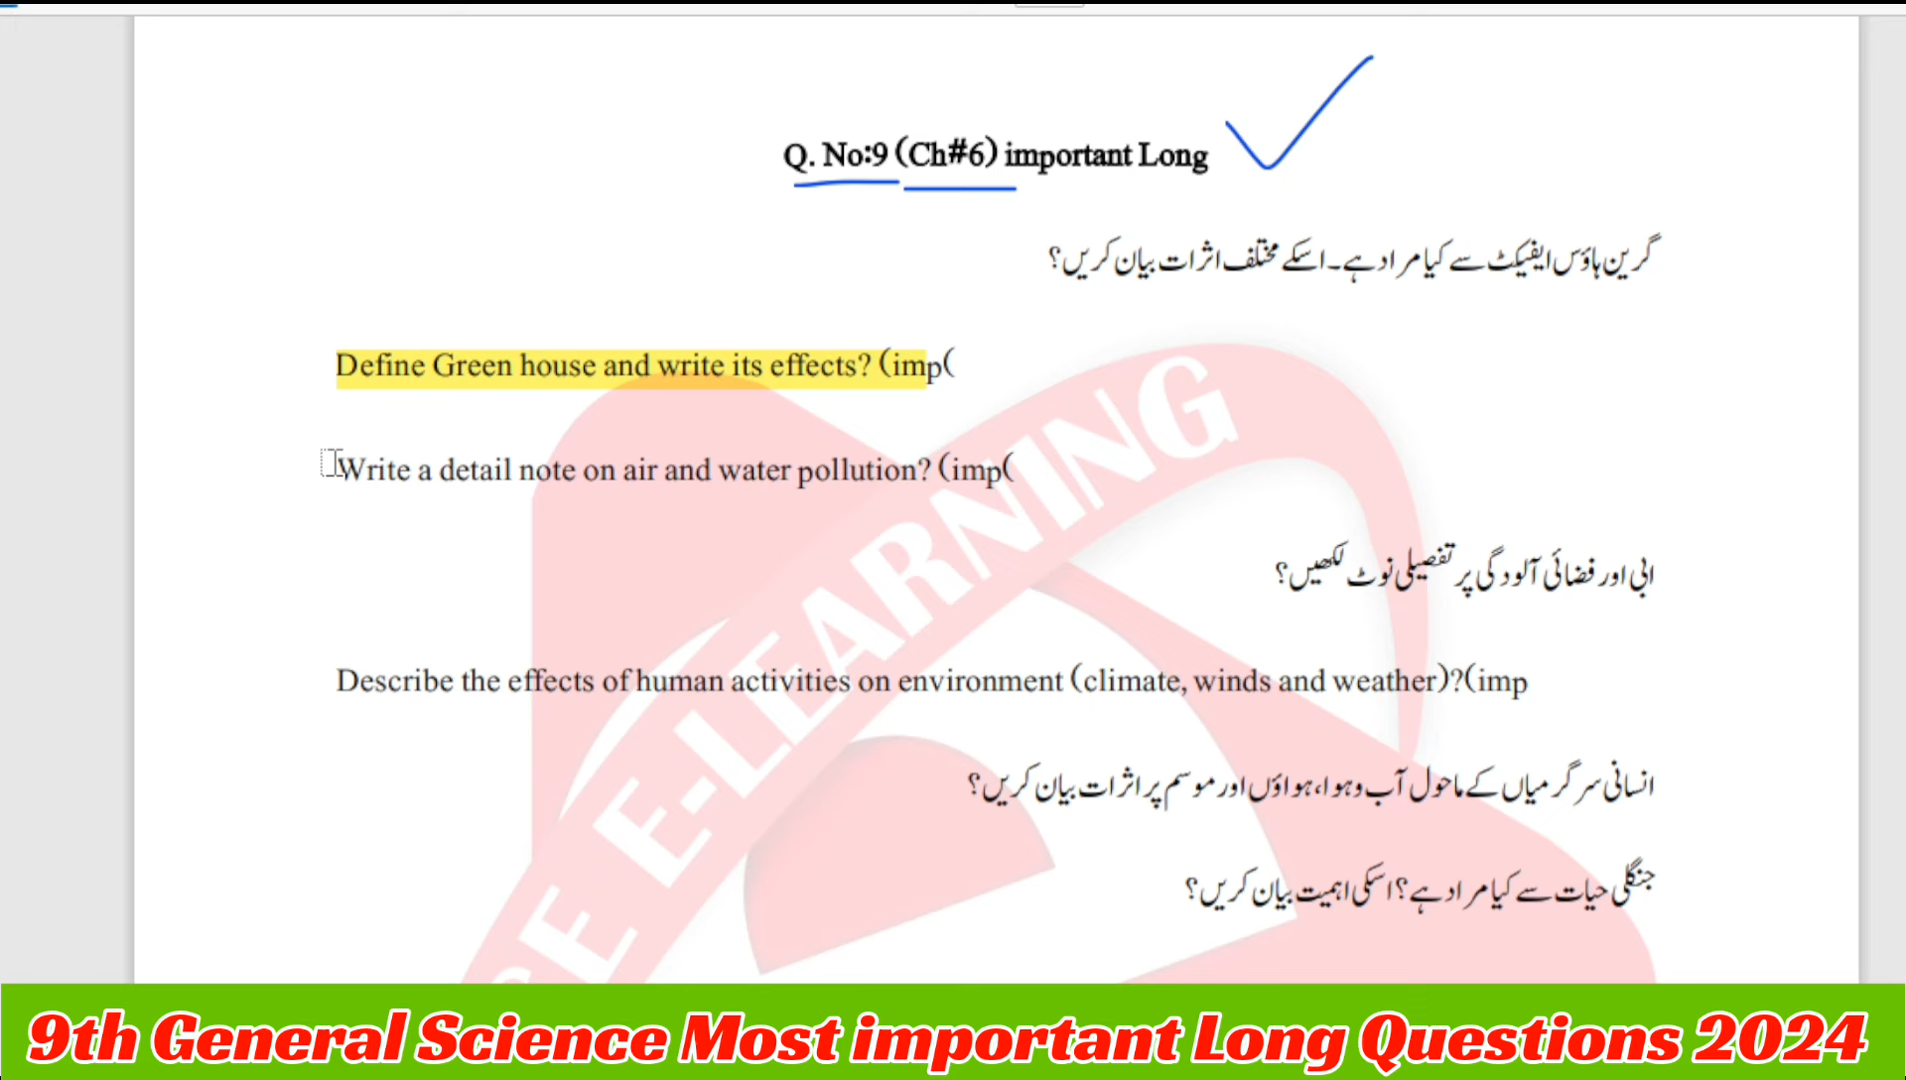 Q. No:9 (Ch#6) important Long
گرین ہاؤس ایفیکٹ سے کیا مراد ہے۔ اسکے مختلف اثرات بیان کریں؟
Define Green house and write its effects? (imp(
Write a detail note on air and water pollution? (imp(
ابی اور فضائی آلودگی پر تفصیلی نوٹ لکھیں؟
Describe the effects of human activities on environment (climate, winds and weather)?(imp
انسانی سرگرمیاں کے ماحول آب وہوا، ہواؤں اور موسم پر اثرات بیان کریں؟
جنگلی حیات سے کیا مراد ہے؟ اسکی اہمیت بیان کریں؟
SE E-LEARNING
9th General Science Most important Long Questions 2024